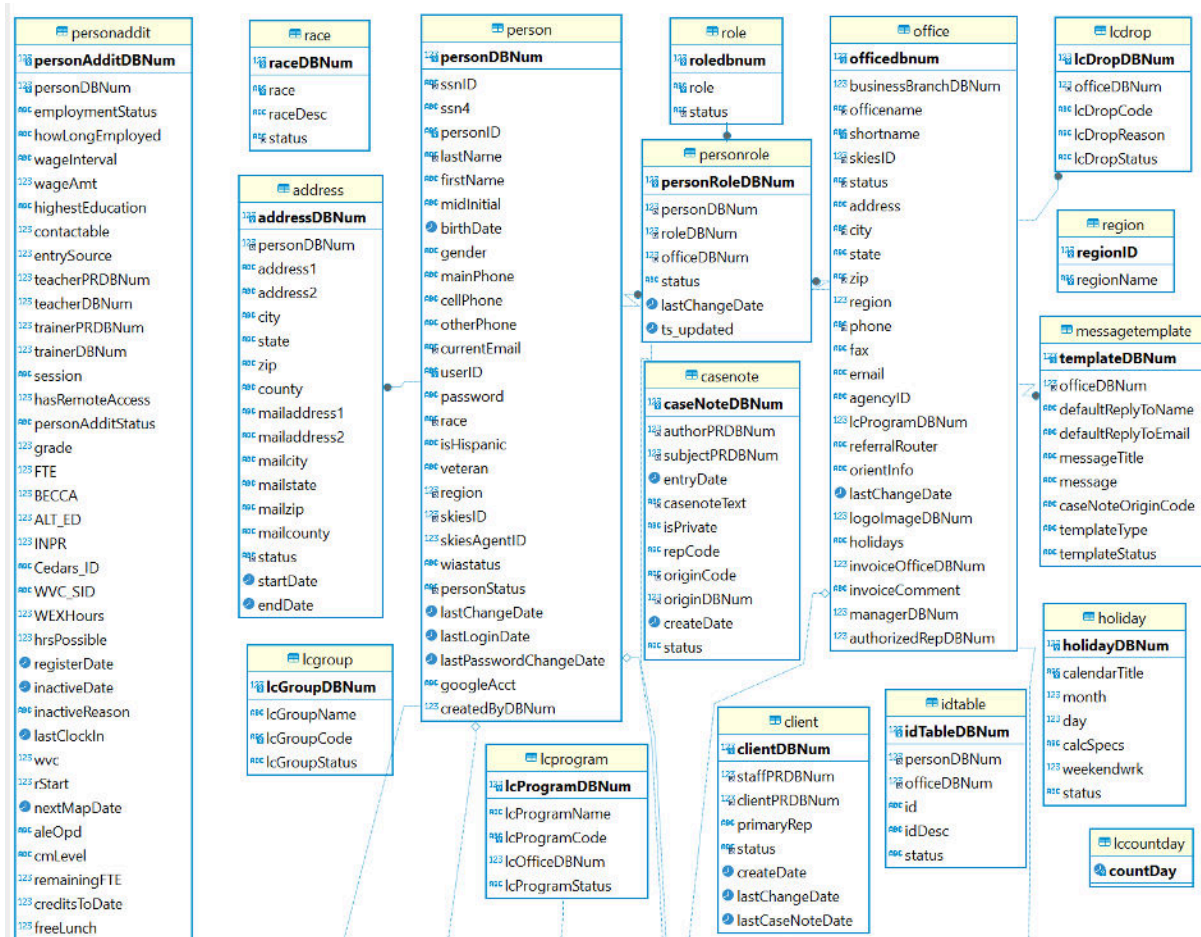 personaddit
personAdditDBNum
personDBNum
employmentStatus
howLongEmployed
wageInterval
wageAmt
highestEducation
contactable
entrySource
teacherPRDBNum
teacherDBNum
trainerPRDBNum
trainerDBNum
session
hasRemoteAccess
personAdditStatus
grade
FTE
BECCA
ALT_ED
INPR
Cedars_ID
WVC_SID
WEXHours
hrsPossible
registerDate
inactiveDate
inactiveReason
lastClockIn
wvc
rStart
nextMapDate
aleOpd
cmLevel
remainingFTE
creditsToDate
freeLunch
race
raceDBNum
race
raceDesc
status
address
addressDBNum
personDBNum
address1
address2
city
state
zip
county
mailaddress1
mailaddress2
mailcity
mailstate
mailzip
mailcounty
status
startDate
endDate
lcgroup
lcGroupDBNum
lcGroupName
lcGroupCode
lcGroupStatus
person
personDBNum
ssnID
ssn4
personID
lastName
firstName
midInitial
birthDate
gender
mainPhone
cellPhone
otherPhone
currentEmail
userID
password
race
isHispanic
veteran
region
skiesID
skiesAgentID
wiastatus
personStatus
lastChangeDate
lastLoginDate
lastPasswordChangeDate
googleAcct
createdByDBNum
lcprogram
lcProgramDBNum
lcProgramName
lcProgramCode
lcOfficeDBNum
lcProgramStatus
role
roledbnum
role
status
personrole
personRoleDBNum
personDBNum
roleDBNum
officeDBNum
status
lastChangeDate
ts_updated
casenote
caseNoteDBNum
authorPRDBNum
subjectPRDBNum
entryDate
casenoteText
isPrivate
repCode
originCode
originDBNum
createDate
status
client
clientDBNum
staffPRDBNum
clientPRDBNum
primaryRep
status
createDate
lastChangeDate
lastCaseNoteDate
office
officedbnum
businessBranchDBNum
officename
shortname
skiesID
status
address
city
state
zip
region
phone
fax
email
agencyID
lcProgramDBNum
referralRouter
orientInfo
lastChangeDate
logoImageDBNum
holidays
invoiceOfficeDBNum
invoiceComment
managerDBNum
authorizedRepDBNum
idtable
idTableDBNum
personDBNum
officeDBNum
id
idDesc
status
lcdrop
lcDropDBNum
officeDBNum
lcDropCode
lcDropReason
lcDropStatus
region
regionID
regionName
messagetemplate
templateDBNum
officeDBNum
defaultReplyToName
defaultReplyToEmail
messageTitle
message
caseNoteOriginCode
templateType
templateStatus
holiday
holidayDBNum
calendarTitle
month
day
calcSpecs
weekendwrk
status
lccountday
countDay